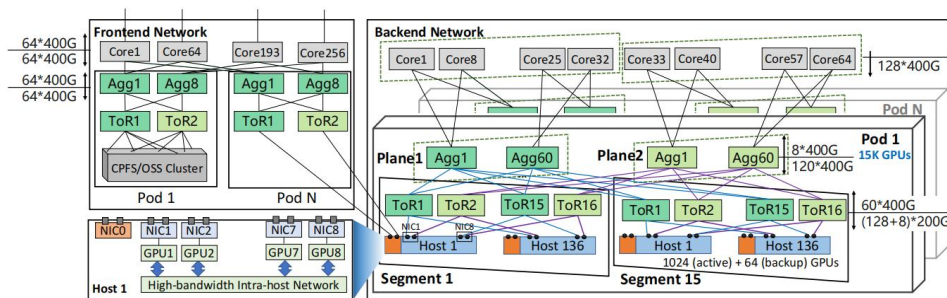 Frontend Network
64*400G
64*400G
Core1
Core64
Core193
Core256
64*400G
64*400G
Agg1
Agg8
Agg1
Agg8
ToR1
ToR2
ToR1
ToR2
CPFS/OSS Cluster
Pod 1
Pod N
NIC0
NIC1
NIC2
NIC7
NIC8
GPU1
GPU2
GPU7
GPU8
High-bandwidth Intra-host Network
Host 1
Backend Network
Core1
Core8
Core25
Core32
Core33
Core40
Core57
Core64
128*400G
Pod N
Pod 1
15K GPUs
Plane1
Agg1
Agg60
Plane2
Agg1
Agg60
8*400G
120*400G
ToR1
ToR2
ToR15
ToR16
ToR1
ToR2
ToR15
ToR16
60*400G
(128+8)*200G
NIC1
NIC8
Host 1
Host 136
Host 1
Host 136
1024 (active) + 64 (backup) GPUs
Segment 1
Segment 15